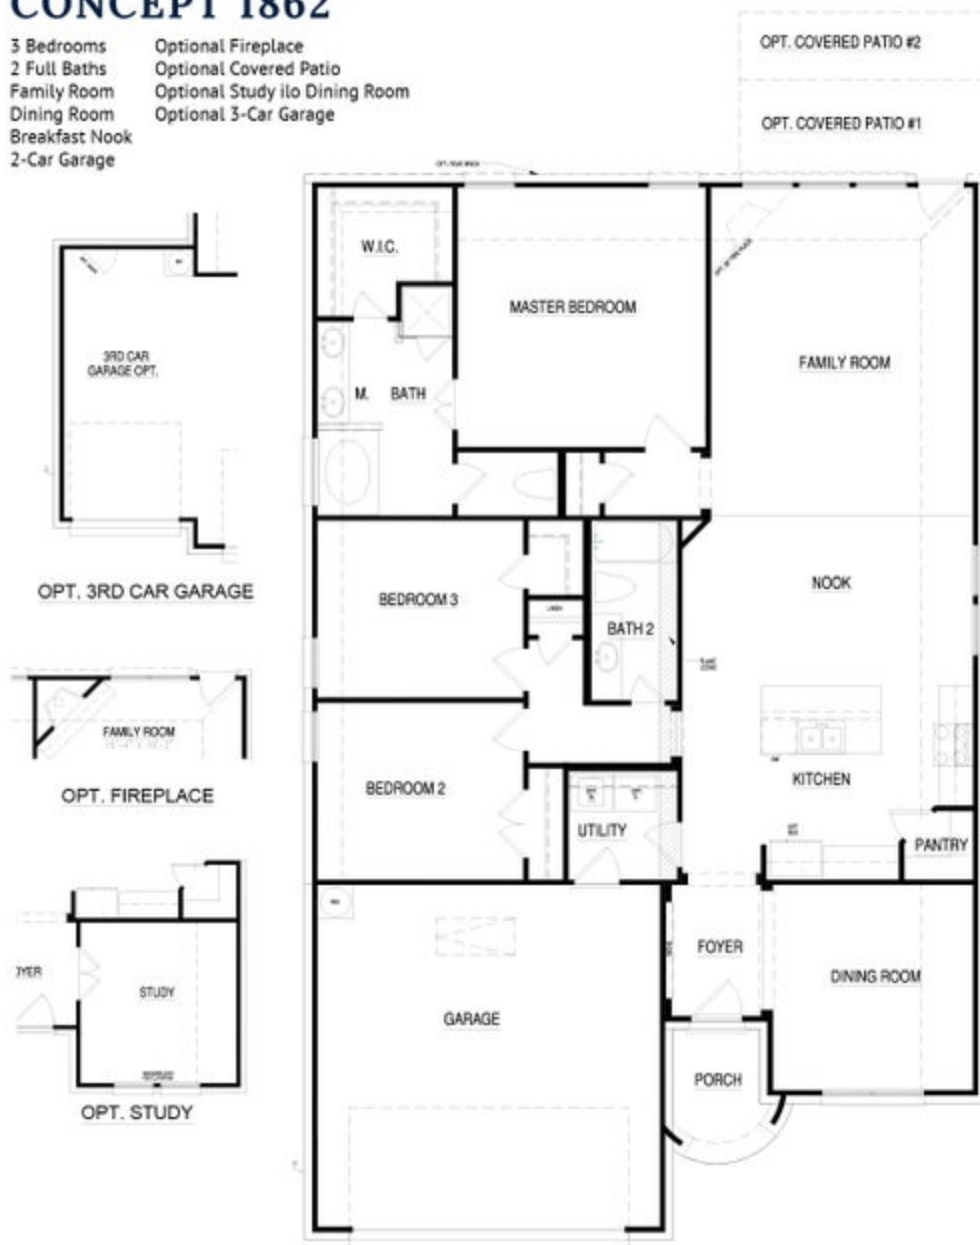 CONCEPT 1862
3 Bedrooms
2 Full Baths
Family Room
Dining Room
Breakfast Nook
2-Car Garage
Optional Fireplace
Optional Covered Patio
Optional Study ilo Dining Room
Optional 3-Car Garage
OPT. COVERED PATIO #2
OPT. COVERED PATIO #1
W.I.C.
MASTER BEDROOM
FAMILY ROOM
M. BATH
3RD CAR
GARAGE OPT.
OPT. 3RD CAR GARAGE
BEDROOM 3
LINEN
BATH 2
NOOK
FAMILY ROOM
OPT. FIREPLACE
BEDROOM 2
UTILITY
KITCHEN
PANTRY
FOYER
DINING ROOM
GARAGE
PORCH
OYER
STUDY
OPT. STUDY